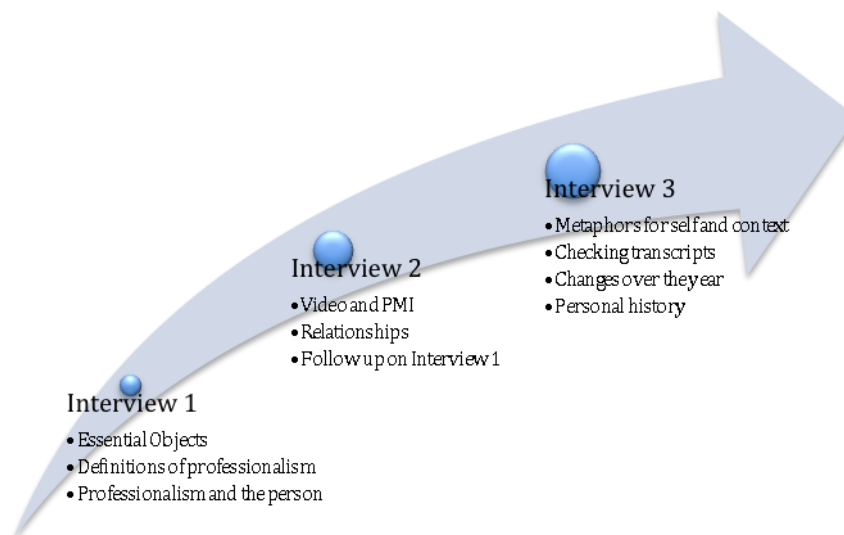 Interview 1
• Essential Objects
• Definitions of professionalism
• Professionalism and the person
Interview 2
• Video and PMI
• Relationships
• Follow up on Interview 1
Interview 3
• Metaphors for self and context
• Checking transcripts
• Changes over the year
• Personal history